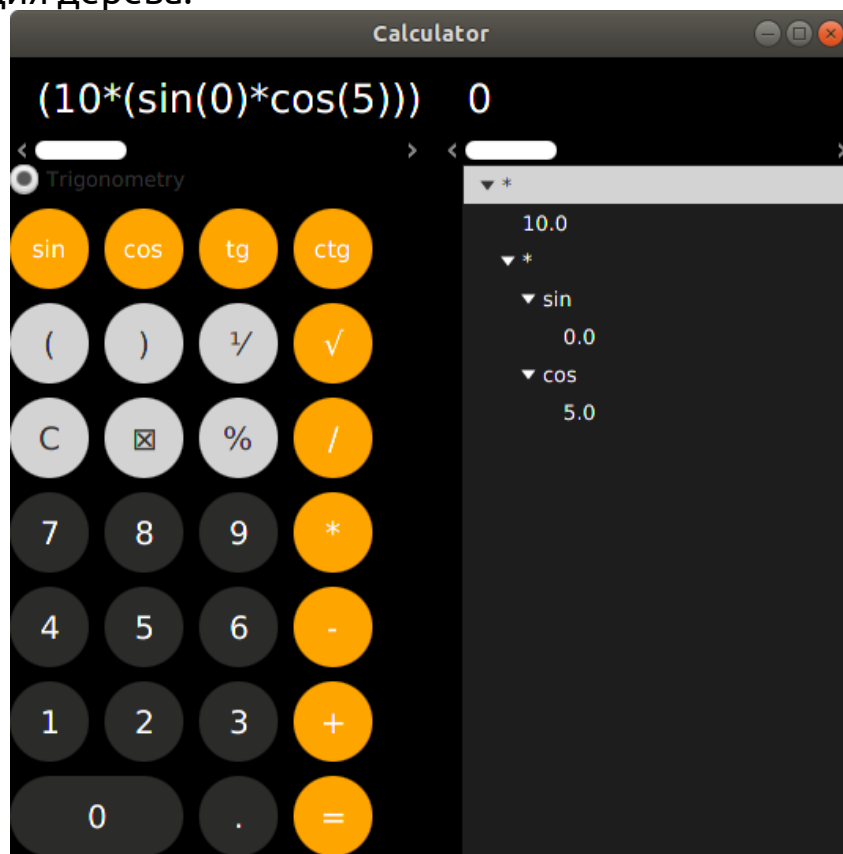 дерева.
Calculator
(10*(sin(0)*cos(5))) 0
Trigonometry
sin cos tg ctg
( ) ⅟ √
C ⊠ % /
7 8 9 *
4 5 6 -
1 2 3 +
0 . =
*
10.0
*
sin
0.0
cos
5.0